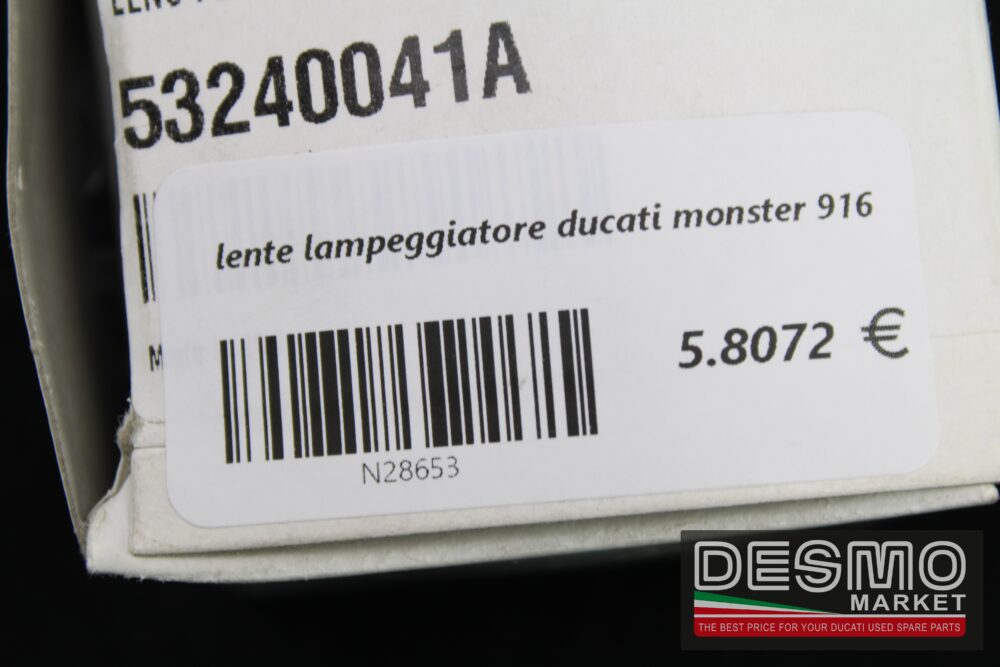 53240041A
lente lampeggiatore ducati monster 916
5.8072 €
N28653
DESMO
MARKET
THE BEST PRICE FOR YOUR DUCATI USED SPARE PARTS